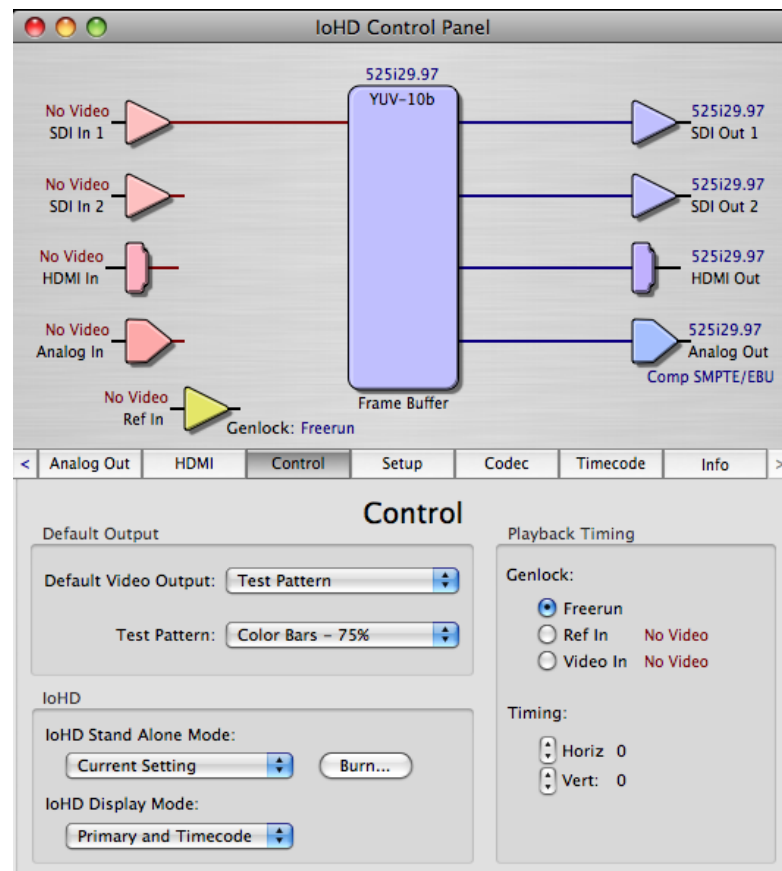 IoHD Control Panel
525i29.97
YUV-10b
No Video
SDI In 1
525i29.97
SDI Out 1
No Video
SDI In 2
525i29.97
SDI Out 2
No Video
HDMI In
525i29.97
HDMI Out
No Video
Analog In
525i29.97
Analog Out
Comp SMPTE/EBU
No Video
Ref In
Genlock: Freerun
Frame Buffer
< Analog Out HDMI Control Setup Codec Timecode Info >
Control
Default Output
Default Video Output: Test Pattern
Test Pattern: Color Bars - 75%
IoHD
IoHD Stand Alone Mode:
Current Setting Burn...
IoHD Display Mode:
Primary and Timecode
Playback Timing
Genlock:
Freerun
Ref In No Video
Video In No Video
Timing:
Horiz 0
Vert: 0